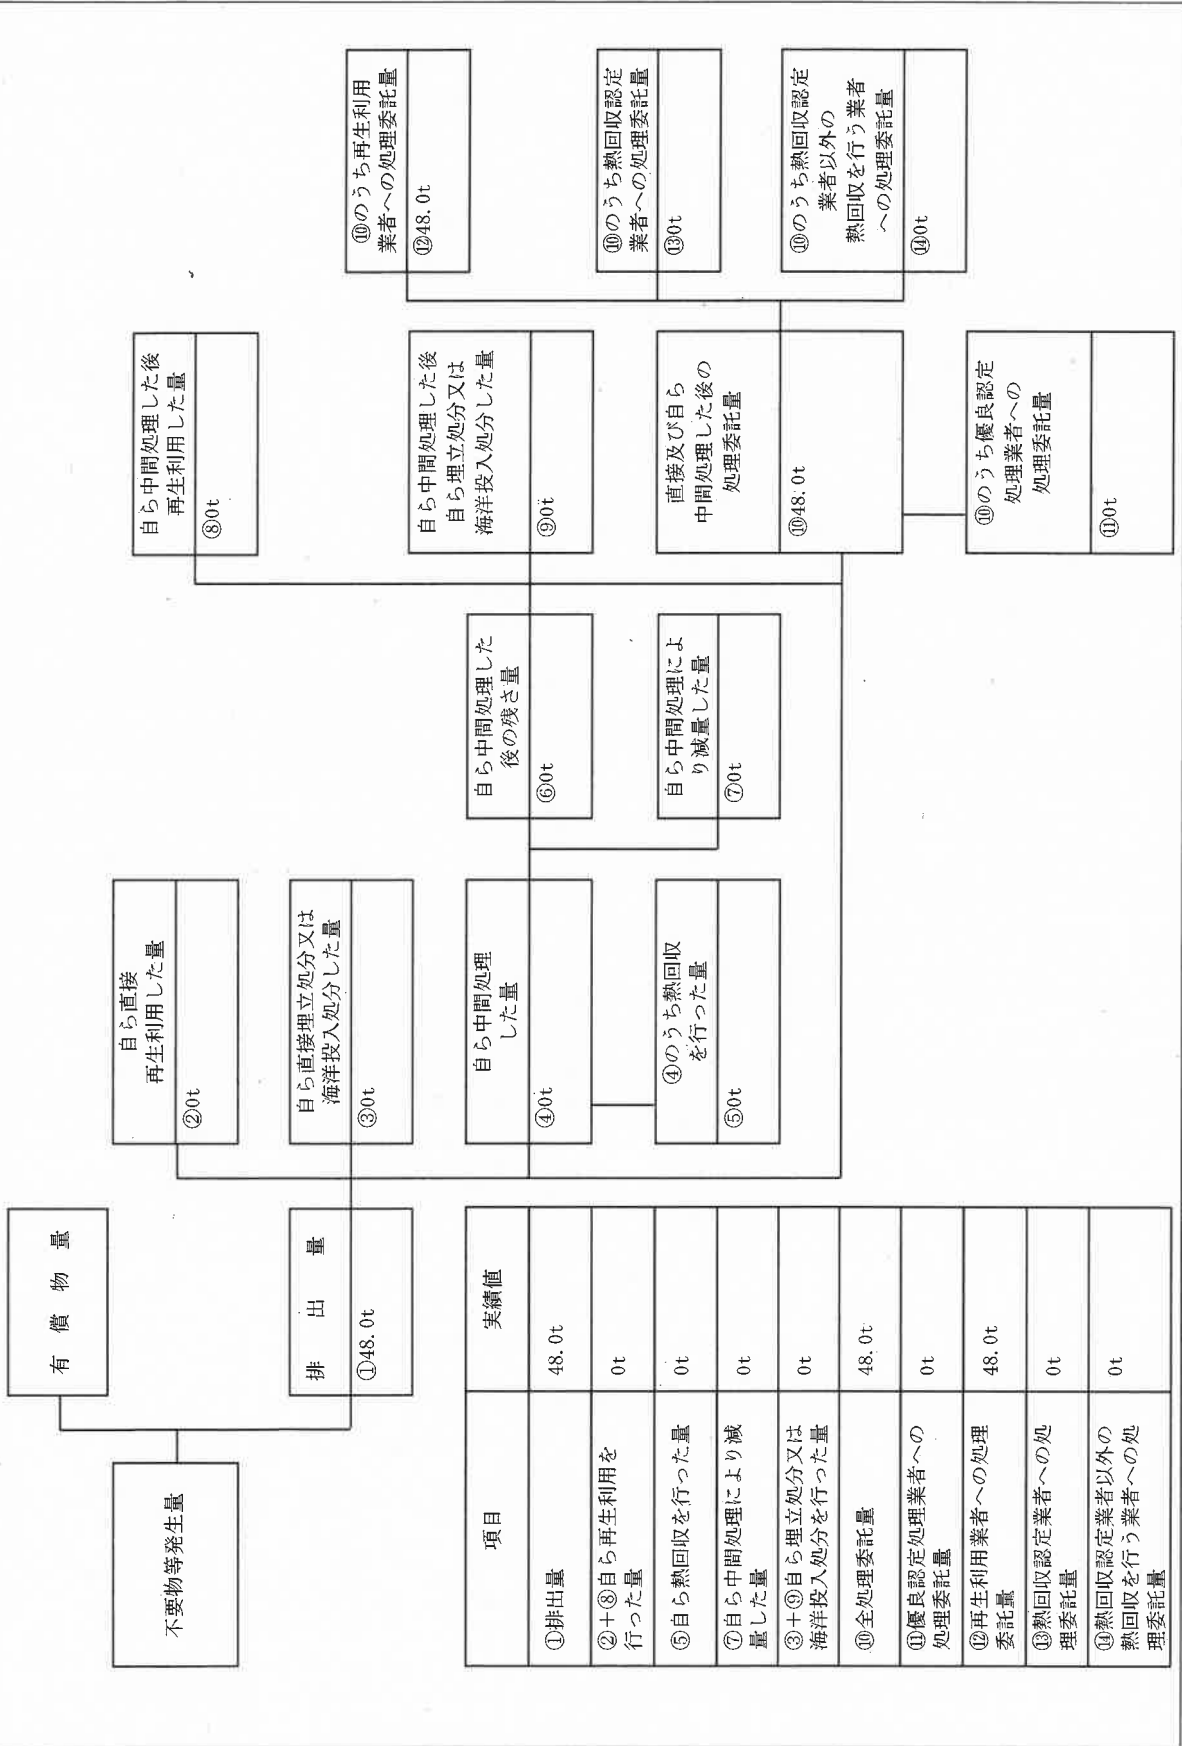 有償物量
不要物等発生量
排出量
①48.0t
自ら直接
再生利用した量
②0t
自ら直接埋立処分又は
海洋投入処分した量
③0t
自ら中間処理
した量
④0t
④のうち熱回収
を行った量
⑤0t
自ら中間処理した
後の残さ量
⑥0t
自ら中間処理によ
り減量した量
⑦0t
自ら中間処理した後
再生利用した量
⑧0t
自ら中間処理した後
自ら埋立処分又は
海洋投入処分した量
⑨0t
直接及び自ら
中間処理した後の
処理委託量
⑩48.0t
⑩のうち優良認定
処理業者への
処理委託量
⑪0t
⑩のうち再生利用
業者への処理委託量
⑫48.0t
⑩のうち熱回収認定
業者への処理委託量
⑬0t
⑩のうち熱回収認定
業者以外の
熱回収を行う業者
への処理委託量
⑭0t
項目 実績値
①排出量 48.0t
②+⑧自ら再生利用を
行った量 0t
⑤自ら熱回収を行った量 0t
⑦自ら中間処理により減
量した量 0t
③+⑨自ら埋立処分又は
海洋投入処分を行った量 0t
⑩全処理委託量 48.0t
⑪優良認定処理業者への
処理委託量 0t
⑫再生利用業者への処理
委託量 48.0t
⑬熱回収認定業者への処
理委託量 0t
⑭熱回収認定業者以外の
熱回収を行う業者への処
理委託量 0t